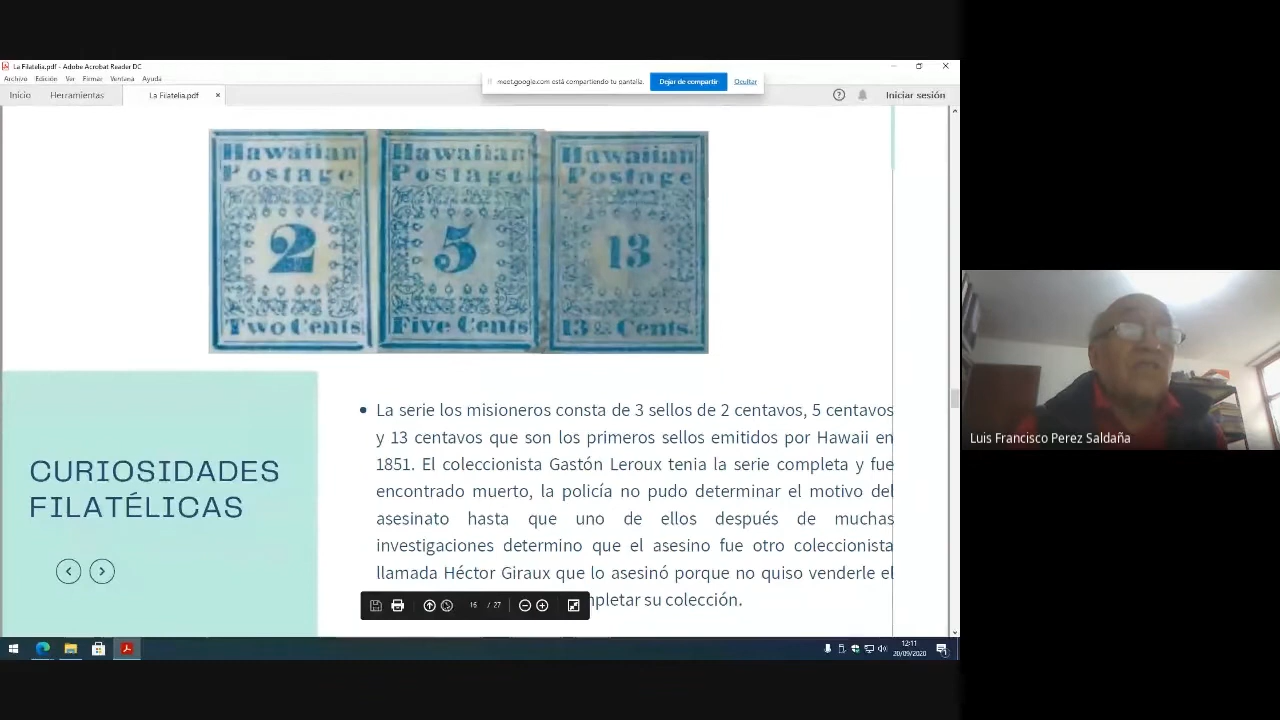 La Filatelia.pdf - Adobe Acrobat Reader DC
Archivo Edición Ver Firmar Ventana Ayuda
meet.google.com está compartiendo tu pantalla.
Dejar de compartir
Ocultar
Inicio
Herramientas
La Filatelia.pdf
Iniciar sesión
Hawaiian
Postage
2
Two Cents
Hawaiian
Postage
5
Five Cents
Hawaiian
Postage
13
13 Cents.
CURIOSIDADES
FILATÉLICAS
• La serie los misioneros consta de 3 sellos de 2 centavos, 5 centavos
y 13 centavos que son los primeros sellos emitidos por Hawaii en
1851. El coleccionista Gastón Leroux tenia la serie completa y fue
encontrado muerto, la policía no pudo determinar el motivo del
asesinato hasta que uno de ellos después de muchas
investigaciones determino que el asesino fue otro coleccionista
llamada Héctor Giraux que lo asesinó porque no quiso venderle el
su colección.
16 / 27
12:11
20/09/2020
Luis Francisco Perez Saldaña